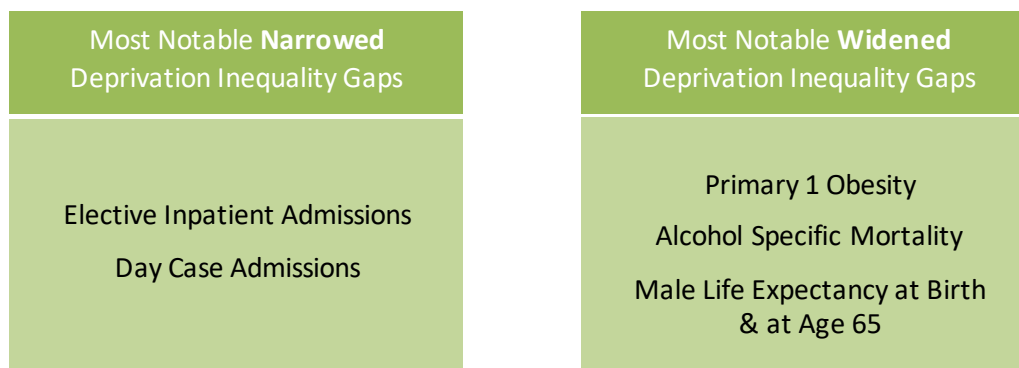 Most Notable Narrowed
Deprivation Inequality Gaps
Elective Inpatient Admissions
Day Case Admissions
Most Notable Widened
Deprivation Inequality Gaps
Primary 1 Obesity
Alcohol Specific Mortality
Male Life Expectancy at Birth
& at Age 65